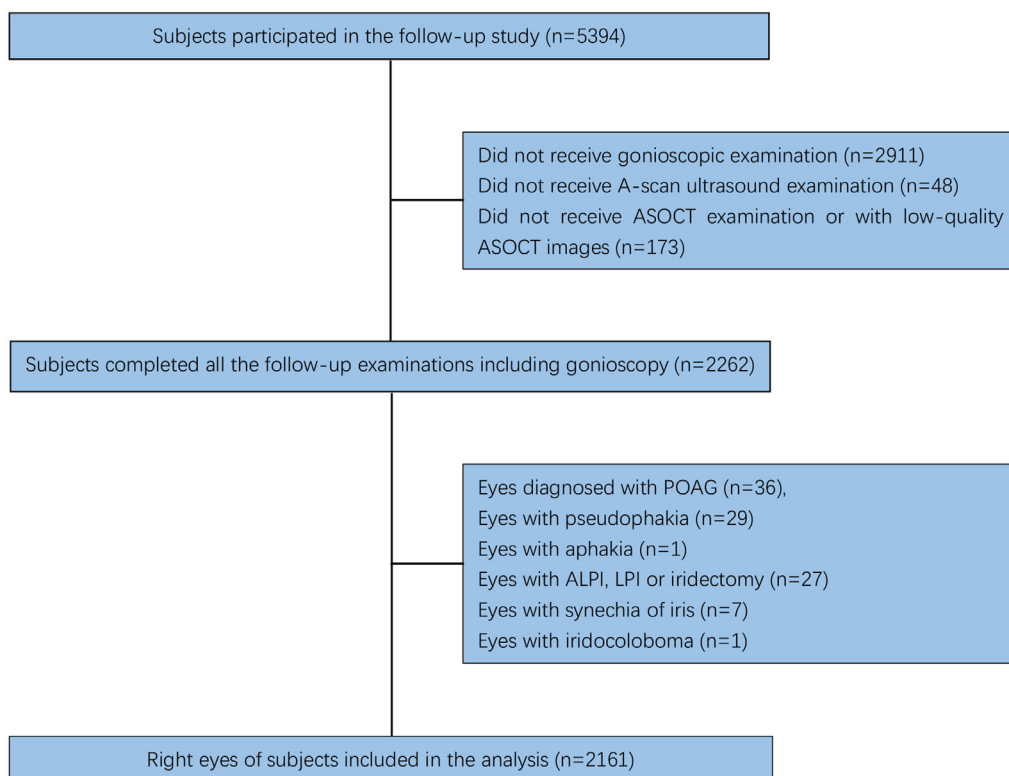 Subjects participated in the follow-up study (n=5394)
Did not receive gonioscopic examination (n=2911)
Did not receive A-scan ultrasound examination (n=48)
Did not receive ASOCT examination or with low-quality
ASOCT images (n=173)
Subjects completed all the follow-up examinations including gonioscopy (n=2262)
Eyes diagnosed with POAG (n=36),
Eyes with pseudophakia (n=29)
Eyes with aphakia (n=1)
Eyes with ALPI, LPI or iridectomy (n=27)
Eyes with synechia of iris (n=7)
Eyes with iridocoloboma (n=1)
Right eyes of subjects included in the analysis (n=2161)